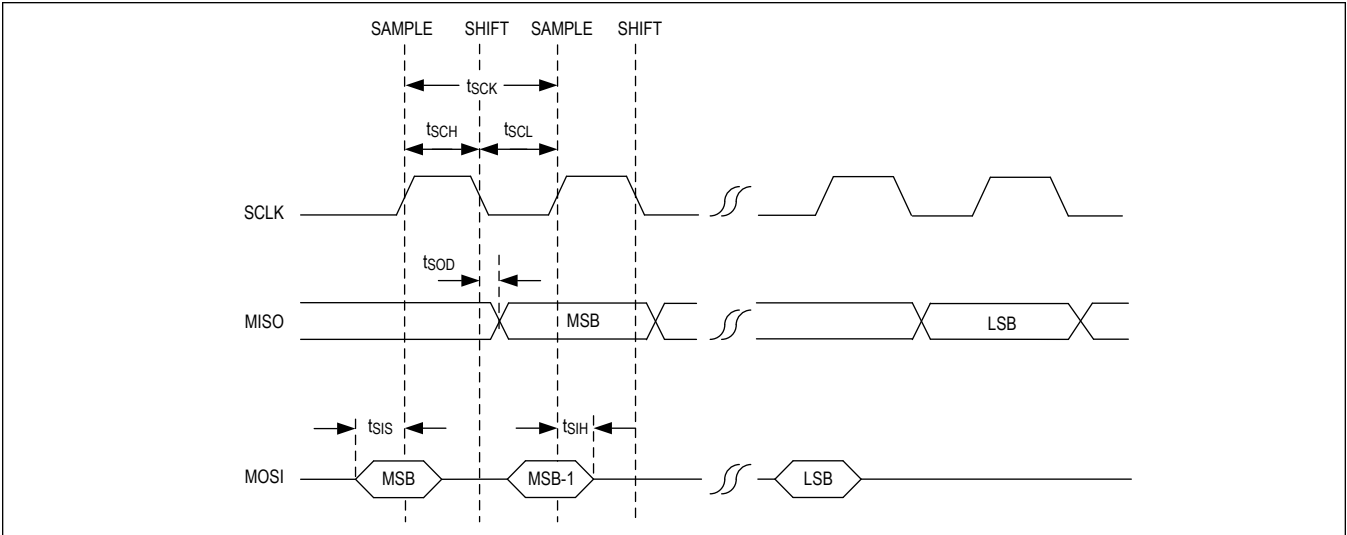 SAMPLE SHIFT SAMPLE SHIFT
tSCK
tSCH tSCL
SCLK
tSOD
MISO MSB LSB
tSIS tSIH
MOSI MSB MSB-1 LSB